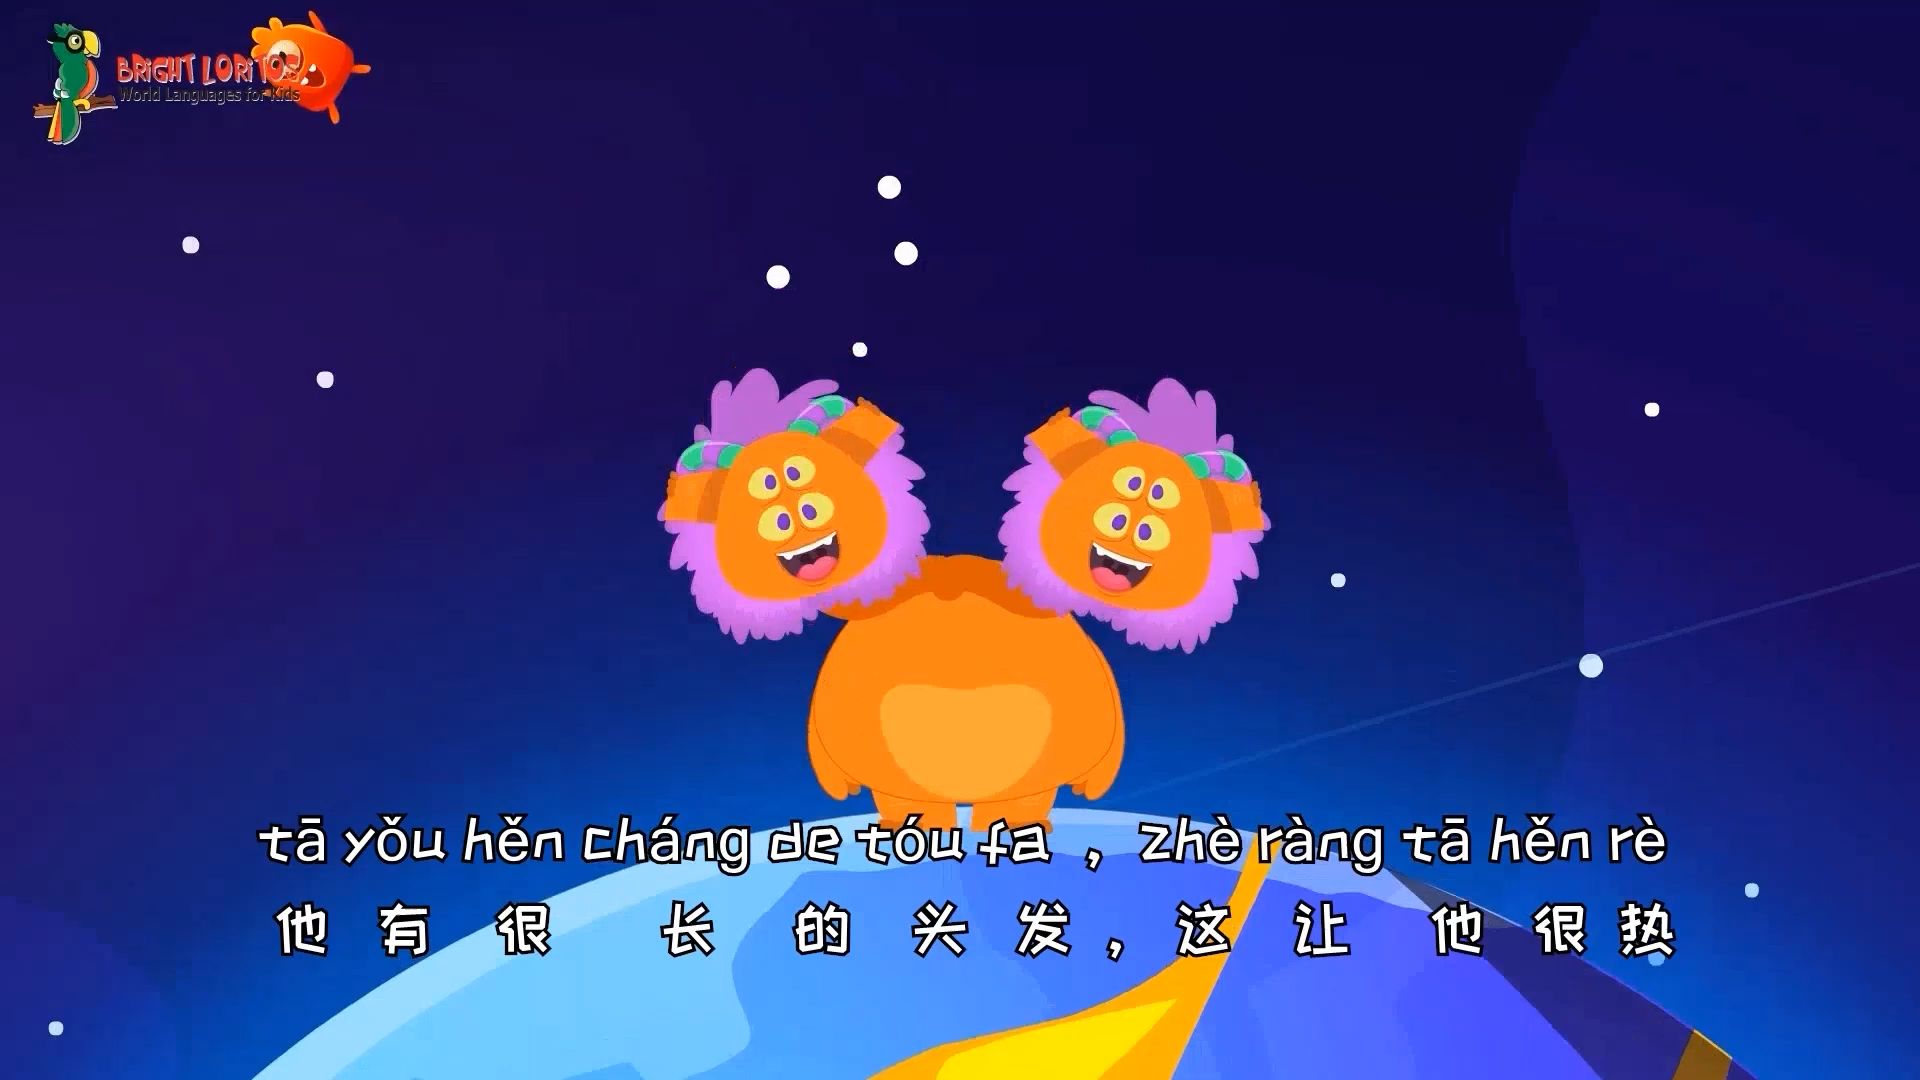 BRIGHT LORITOS
World Languages for Kids
tā yǒu hěn cháng de tóu fa , zhè ràng tā hěn rè
他有很长的头发,这让他很热